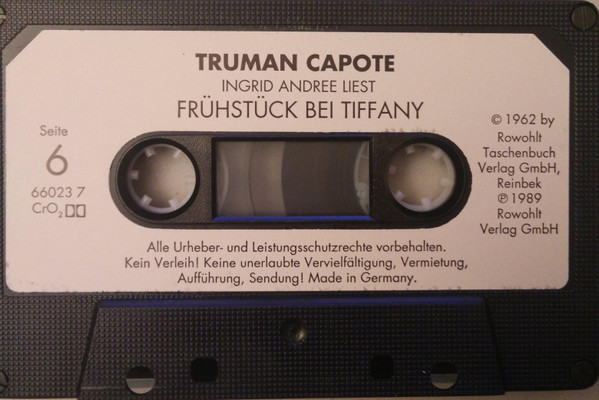 TRUMAN CAPOTE
INGRID ANDREE LIEST
FRÜHSTÜCK BEI TIFFANY
Seite
6
66023 7
CrO₂
© 1962 by
Rowohlt
Taschenbuch
Verlag GmbH,
Reinbek
℗ 1989
Rowohlt
Verlag GmbH
Alle Urheber- und Leistungsschutzrechte vorbehalten.
Kein Verleih! Keine unerlaubte Vervielfältigung, Vermietung,
Aufführung, Sendung! Made in Germany.